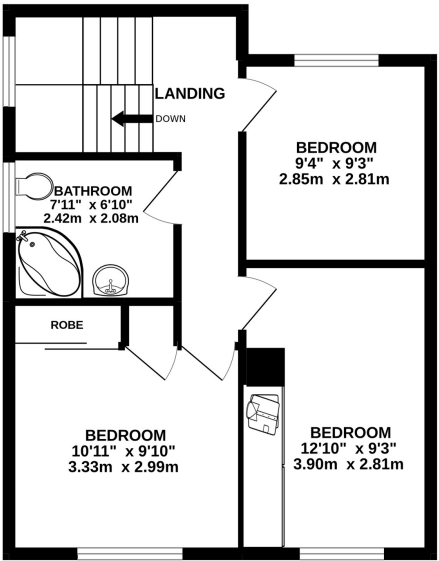 LANDING
DOWN
BEDROOM
9'4" x 9'3"
2.85m x 2.81m
BATHROOM
7'11" x 6'10"
2.42m x 2.08m
ROBE
BEDROOM
10'11" x 9'10"
3.33m x 2.99m
BEDROOM
12'10" x 9'3"
3.90m x 2.81m